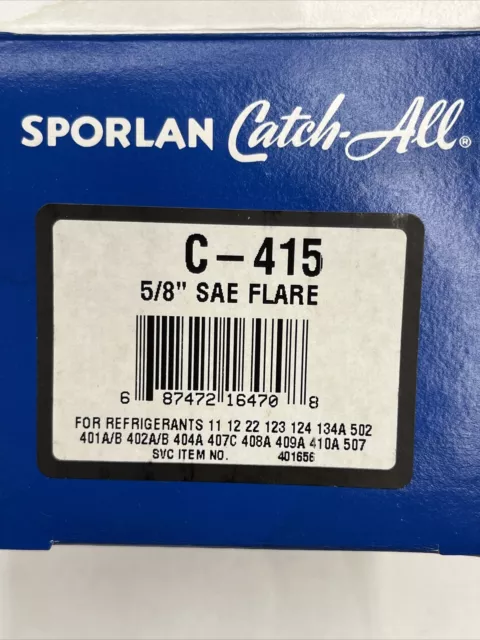 SPORLAN Catch-All®
C-415
5/8" SAE FLARE
6 87472 16470 8
FOR REFRIGERANTS 11 12 22 123 124 134A 502
401A/B 402A/B 404A 407C 408A 409A 410A 507
SVC ITEM NO. 401656